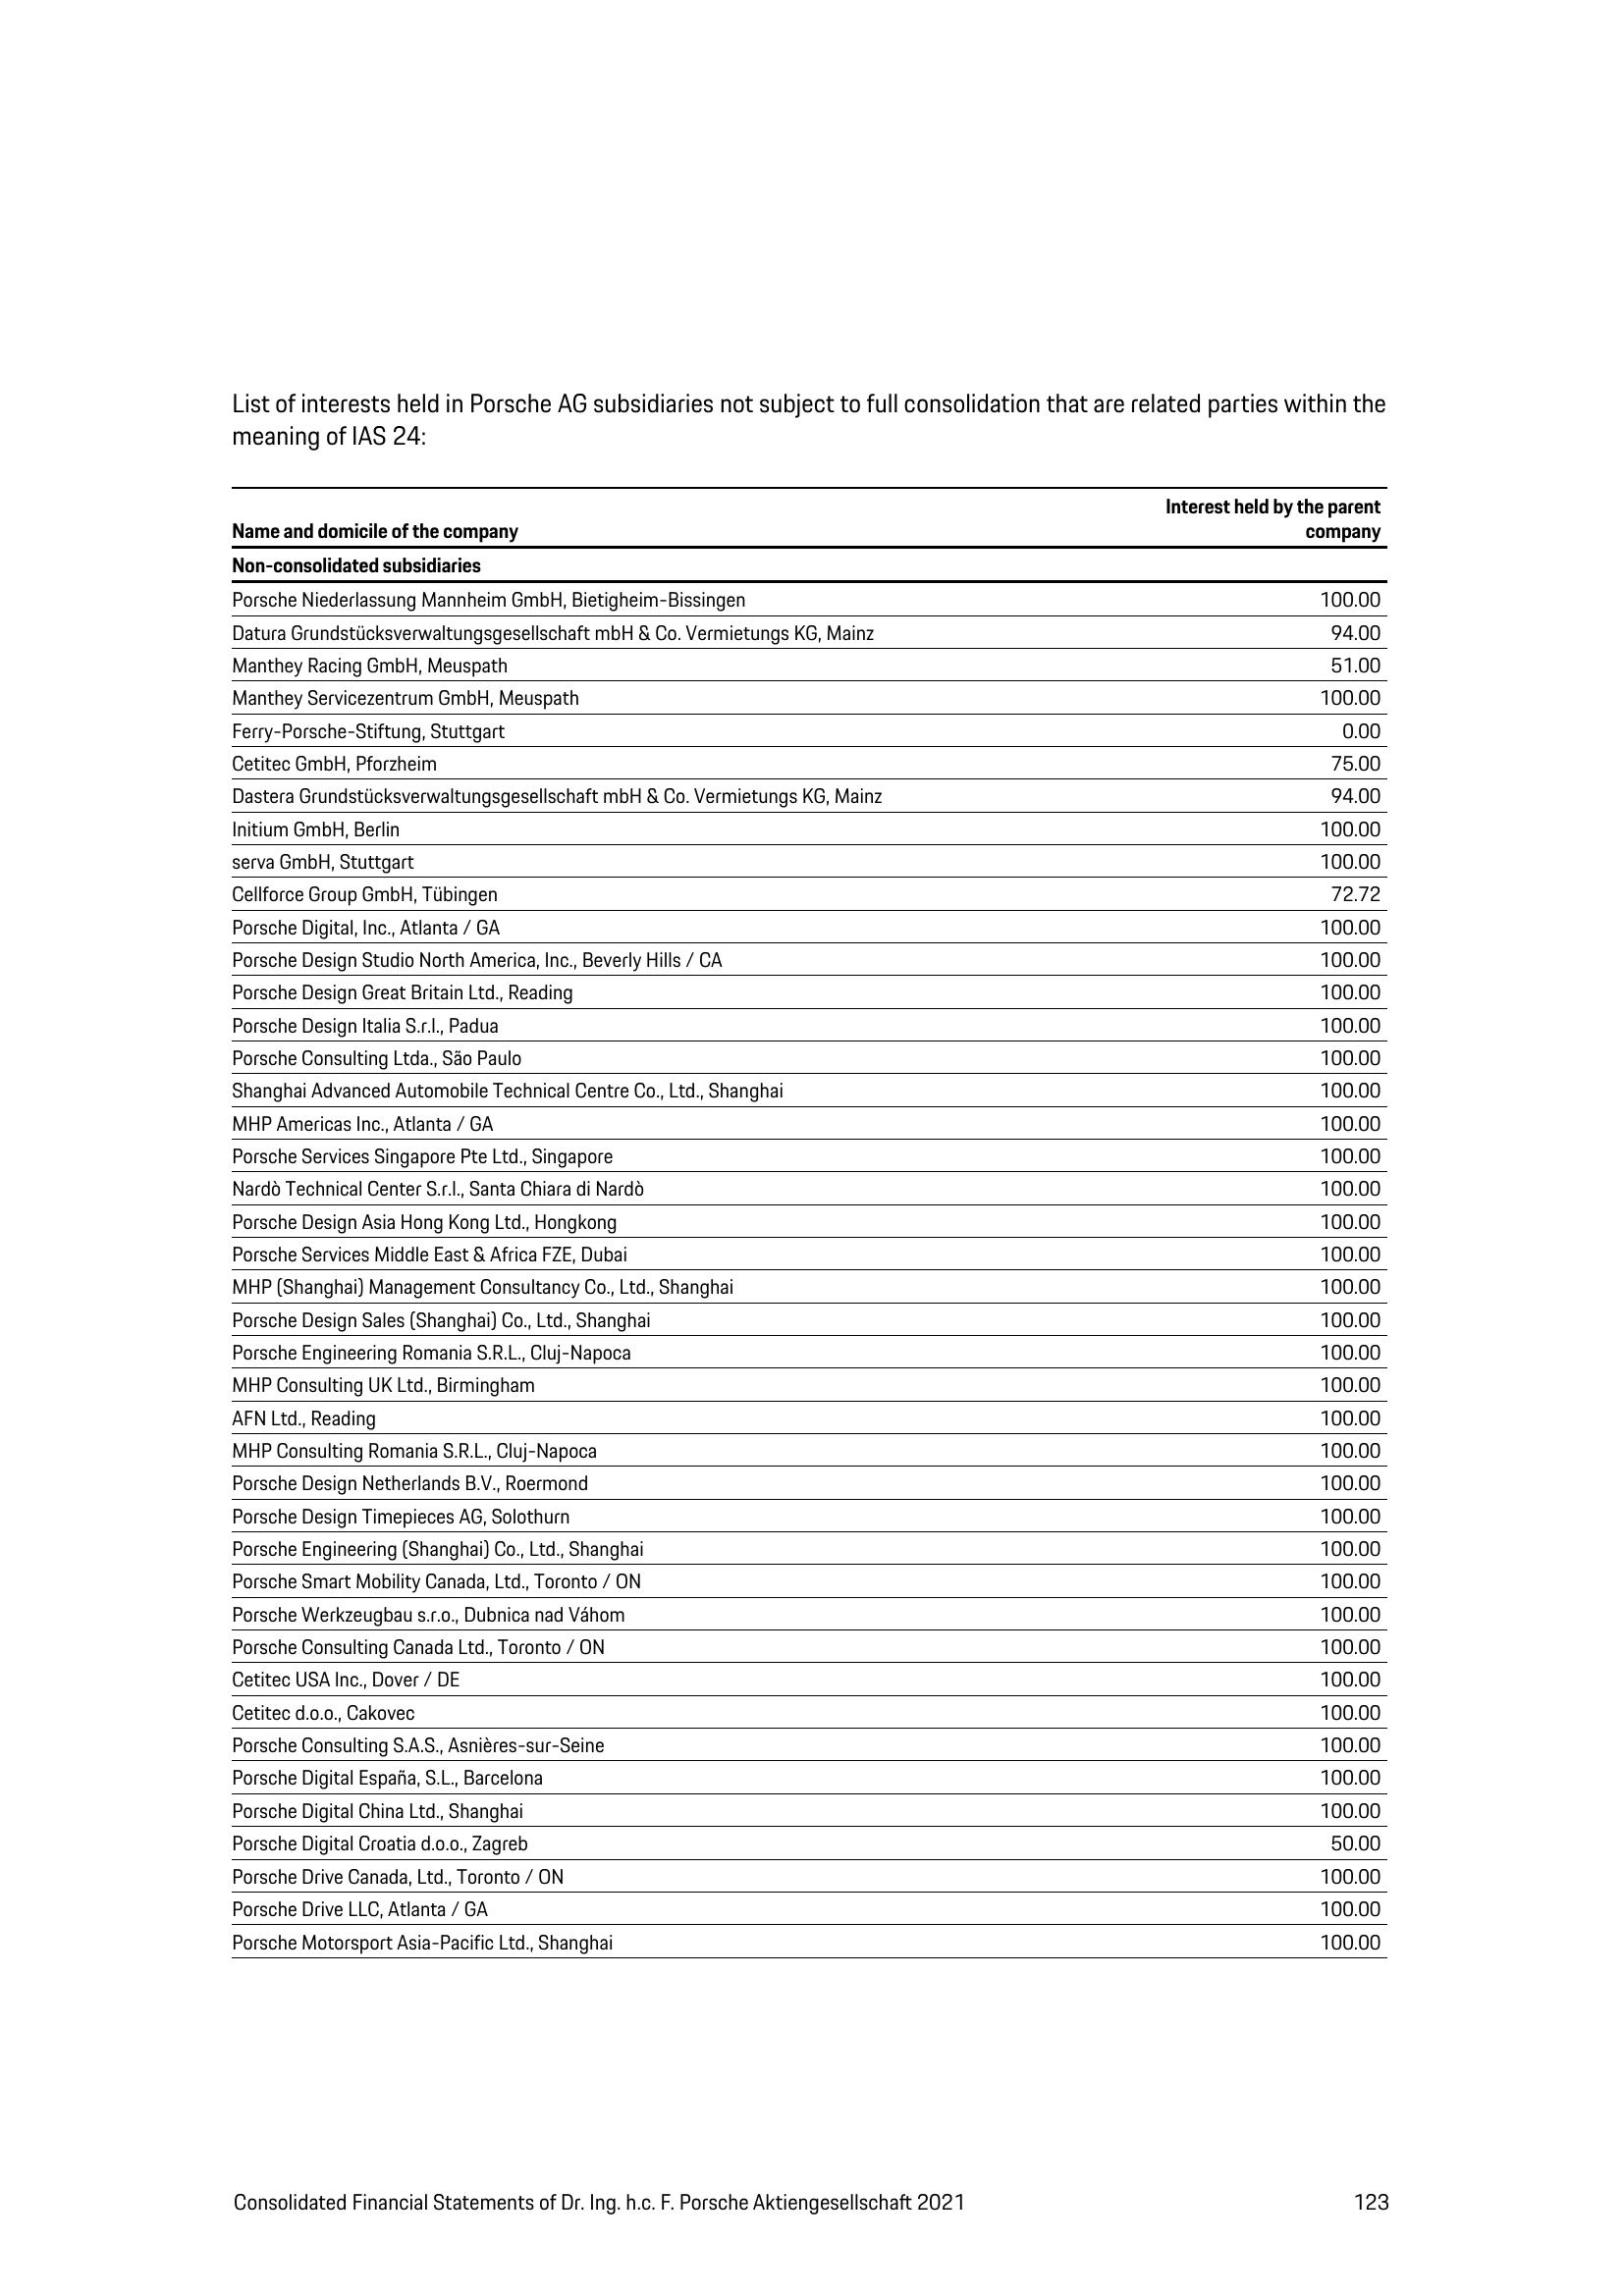 List of interests held in Porsche AG subsidiaries not subject to full consolidation that are related parties within the
meaning of IAS 24:
Name and domicile of the company Interest held by the parent company
Non-consolidated subsidiaries
Porsche Niederlassung Mannheim GmbH, Bietigheim-Bissingen 100.00
Datura Grundstücksverwaltungsgesellschaft mbH & Co. Vermietungs KG, Mainz 94.00
Manthey Racing GmbH, Meuspath 51.00
Manthey Servicezentrum GmbH, Meuspath 100.00
Ferry-Porsche-Stiftung, Stuttgart 0.00
Cetitec GmbH, Pforzheim 75.00
Dastera Grundstücksverwaltungsgesellschaft mbH & Co. Vermietungs KG, Mainz 94.00
Initium GmbH, Berlin 100.00
serva GmbH, Stuttgart 100.00
Cellforce Group GmbH, Tübingen 72.72
Porsche Digital, Inc., Atlanta / GA 100.00
Porsche Design Studio North America, Inc., Beverly Hills / CA 100.00
Porsche Design Great Britain Ltd., Reading 100.00
Porsche Design Italia S.r.l., Padua 100.00
Porsche Consulting Ltda., São Paulo 100.00
Shanghai Advanced Automobile Technical Centre Co., Ltd., Shanghai 100.00
MHP Americas Inc., Atlanta / GA 100.00
Porsche Services Singapore Pte Ltd., Singapore 100.00
Nardò Technical Center S.r.l., Santa Chiara di Nardò 100.00
Porsche Design Asia Hong Kong Ltd., Hongkong 100.00
Porsche Services Middle East & Africa FZE, Dubai 100.00
MHP (Shanghai) Management Consultancy Co., Ltd., Shanghai 100.00
Porsche Design Sales (Shanghai) Co., Ltd., Shanghai 100.00
Porsche Engineering Romania S.R.L., Cluj-Napoca 100.00
MHP Consulting UK Ltd., Birmingham 100.00
AFN Ltd., Reading 100.00
MHP Consulting Romania S.R.L., Cluj-Napoca 100.00
Porsche Design Netherlands B.V., Roermond 100.00
Porsche Design Timepieces AG, Solothurn 100.00
Porsche Engineering (Shanghai) Co., Ltd., Shanghai 100.00
Porsche Smart Mobility Canada, Ltd., Toronto / ON 100.00
Porsche Werkzeugbau s.r.o., Dubnica nad Váhom 100.00
Porsche Consulting Canada Ltd., Toronto / ON 100.00
Cetitec USA Inc., Dover / DE 100.00
Cetitec d.o.o., Cakovec 100.00
Porsche Consulting S.A.S., Asnières-sur-Seine 100.00
Porsche Digital España, S.L., Barcelona 100.00
Porsche Digital China Ltd., Shanghai 100.00
Porsche Digital Croatia d.o.o., Zagreb 50.00
Porsche Drive Canada, Ltd., Toronto / ON 100.00
Porsche Drive LLC, Atlanta / GA 100.00
Porsche Motorsport Asia-Pacific Ltd., Shanghai 100.00
Consolidated Financial Statements of Dr. Ing. h.c. F. Porsche Aktiengesellschaft 2021 123